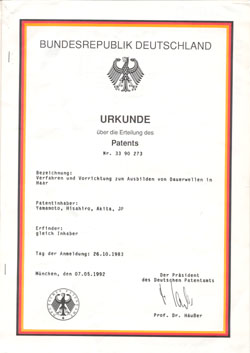 BUNDESREPUBLIK DEUTSCHLAND
URKUNDE
über die Erteilung des
Patents
Nr. 33 90 273
Bezeichnung:
Verfahren und Vorrichtung zum Ausbilden von Dauerwellen in
Haar
Patentinhaber:
Yamamoto, Hisahiro, Akita, JP
Erfinder:
gleich Inhaber
Tag der Anmeldung: 26.10.1983
München, den 07.05.1992
Der Präsident
des Deutschen Patentamts
Prof. Dr. Häußer